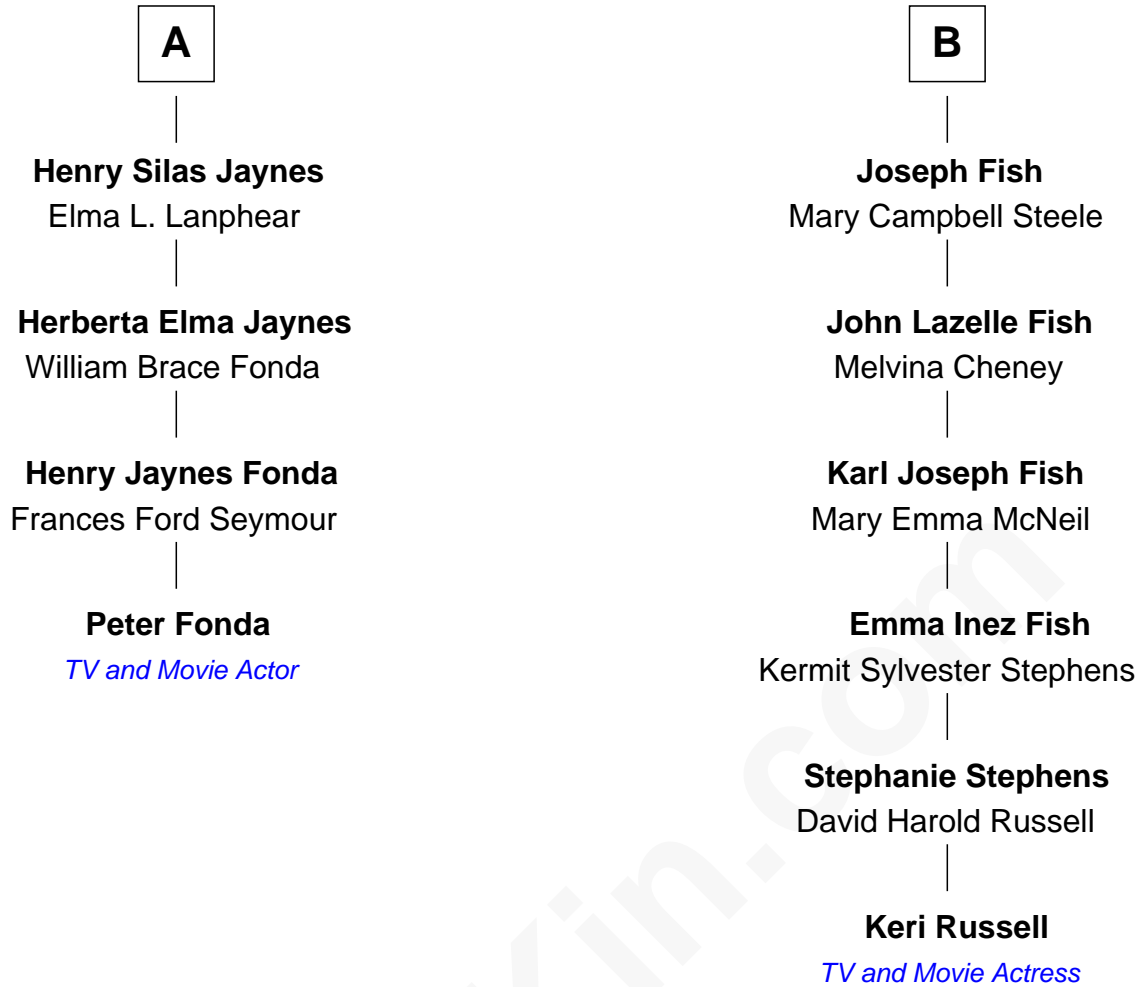 A
Henry Silas Jaynes
Elma L. Lanphear
Herberta Elma Jaynes
William Brace Fonda
Henry Jaynes Fonda
Frances Ford Seymour
Peter Fonda
TV and Movie Actor
B
Joseph Fish
Mary Campbell Steele
John Lazelle Fish
Melvina Cheney
Karl Joseph Fish
Mary Emma McNeil
Emma Inez Fish
Kermit Sylvester Stephens
Stephanie Stephens
David Harold Russell
Keri Russell
TV and Movie Actress
Kin.com